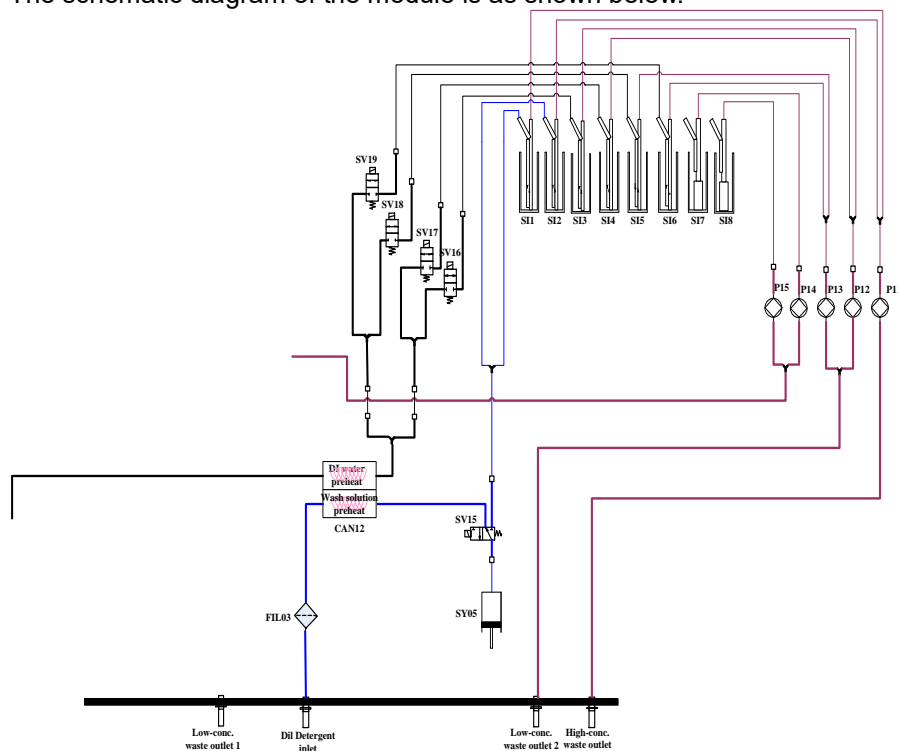 The schematic diagram of the module is as shown below.
SV19
SV18
SV17
SV16
SI1 SI2 SI3 SI4 SI5 SI6 SI7 SI8
P15 P14 P13 P12 P1
DI water
preheat
Wash solution
preheat
CAN12
SV15
FIL03
SY05
Low-conc.
waste outlet 1
Dil Detergent
inlet
Low-conc.
waste outlet 2
High-conc.
waste outlet